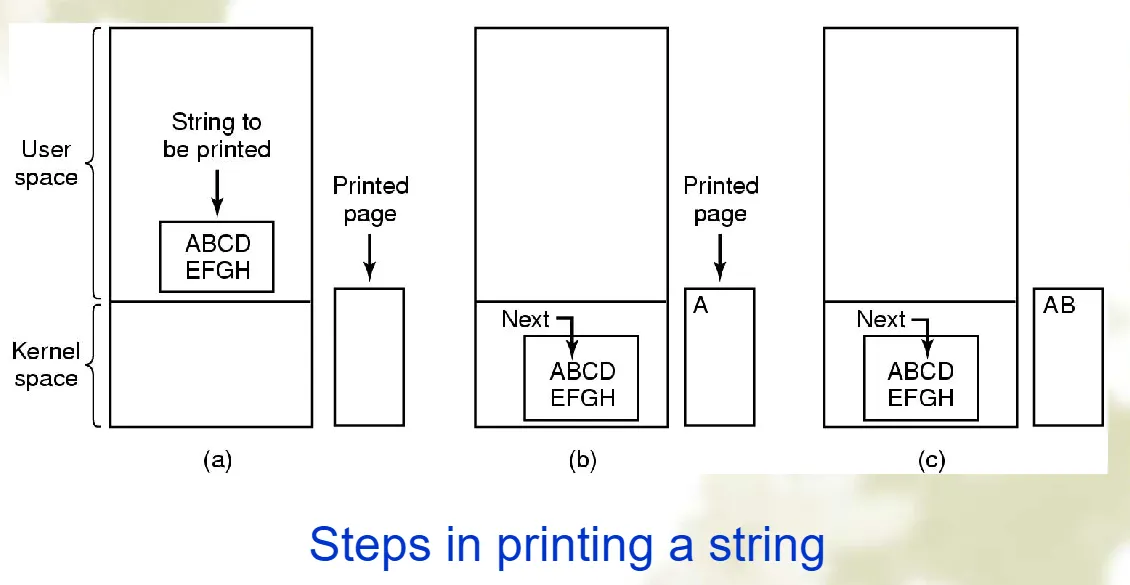 User
space
Kernel
space
String to
be printed
ABCD
EFGH
Printed
page
(a)
Next
ABCD
EFGH
Printed
page
A
(b)
Next
ABCD
EFGH
AB
(c)
Steps in printing a string